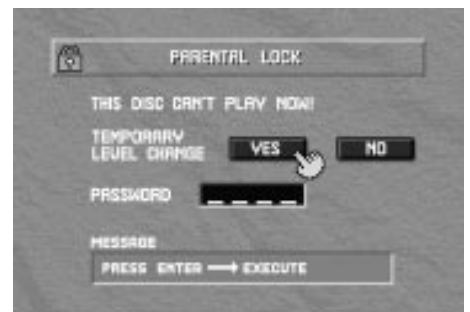 PARENTAL LOCK
THIS DISC CAN'T PLAY NOW!
TEMPORARY
LEVEL CHANGE YES NO
PASSWORD _ _ _ _
MESSAGE
PRESS ENTER → EXECUTE